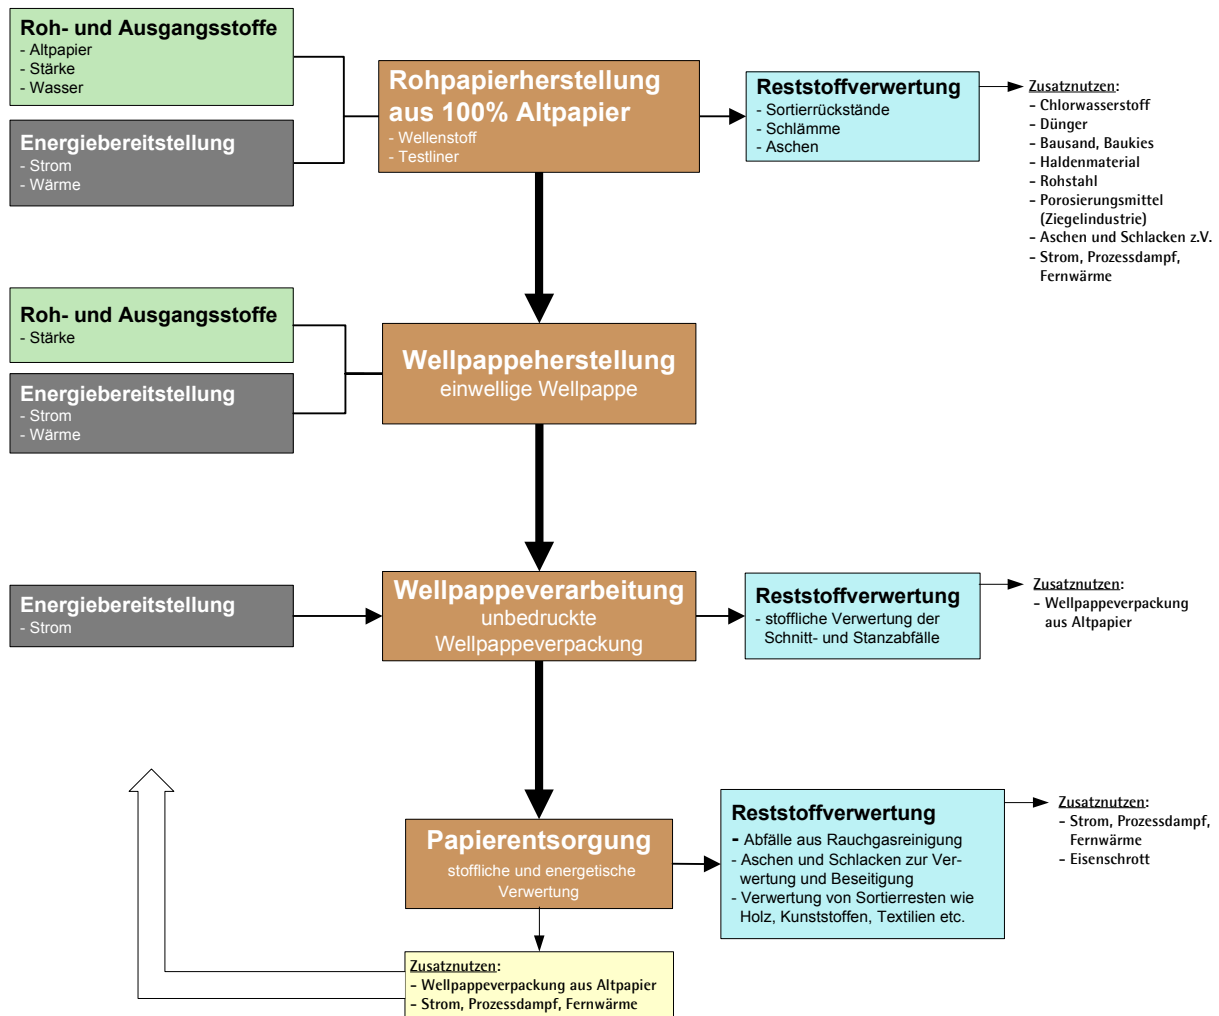 Roh- und Ausgangsstoffe
- Altpapier
- Stärke
- Wasser
Energiebereitstellung
- Strom
- Wärme
Rohpapierherstellung
aus 100% Altpapier
- Wellenstoff
- Testliner
Reststoffverwertung
- Sortierrückstände
- Schlämme
- Aschen
Zusatznutzen:
- Chlorwasserstoff
- Dünger
- Bausand, Baukies
- Haldenmaterial
- Rohstahl
- Porosierungsmittel
(Ziegelindustrie)
- Aschen und Schlacken z.V.
- Strom, Prozessdampf,
Fernwärme
Roh- und Ausgangsstoffe
- Stärke
Energiebereitstellung
- Strom
- Wärme
Wellpappeherstellung
einwellige Wellpappe
Energiebereitstellung
- Strom
Wellpappeverarbeitung
unbedruckte
Wellpappeverpackung
Reststoffverwertung
- stoffliche Verwertung der
Schnitt- und Stanzabfälle
Zusatznutzen:
- Wellpappeverpackung
aus Altpapier
Papierentsorgung
stoffliche und energetische
Verwertung
Reststoffverwertung
- Abfälle aus Rauchgasreinigung
- Aschen und Schlacken zur Ver-
wertung und Beseitigung
- Verwertung von Sortierresten wie
Holz, Kunststoffen, Textilien etc.
Zusatznutzen:
- Strom, Prozessdampf,
Fernwärme
- Eisenschrott
Zusatznutzen:
- Wellpappeverpackung aus Altpapier
- Strom, Prozessdampf, Fernwärme